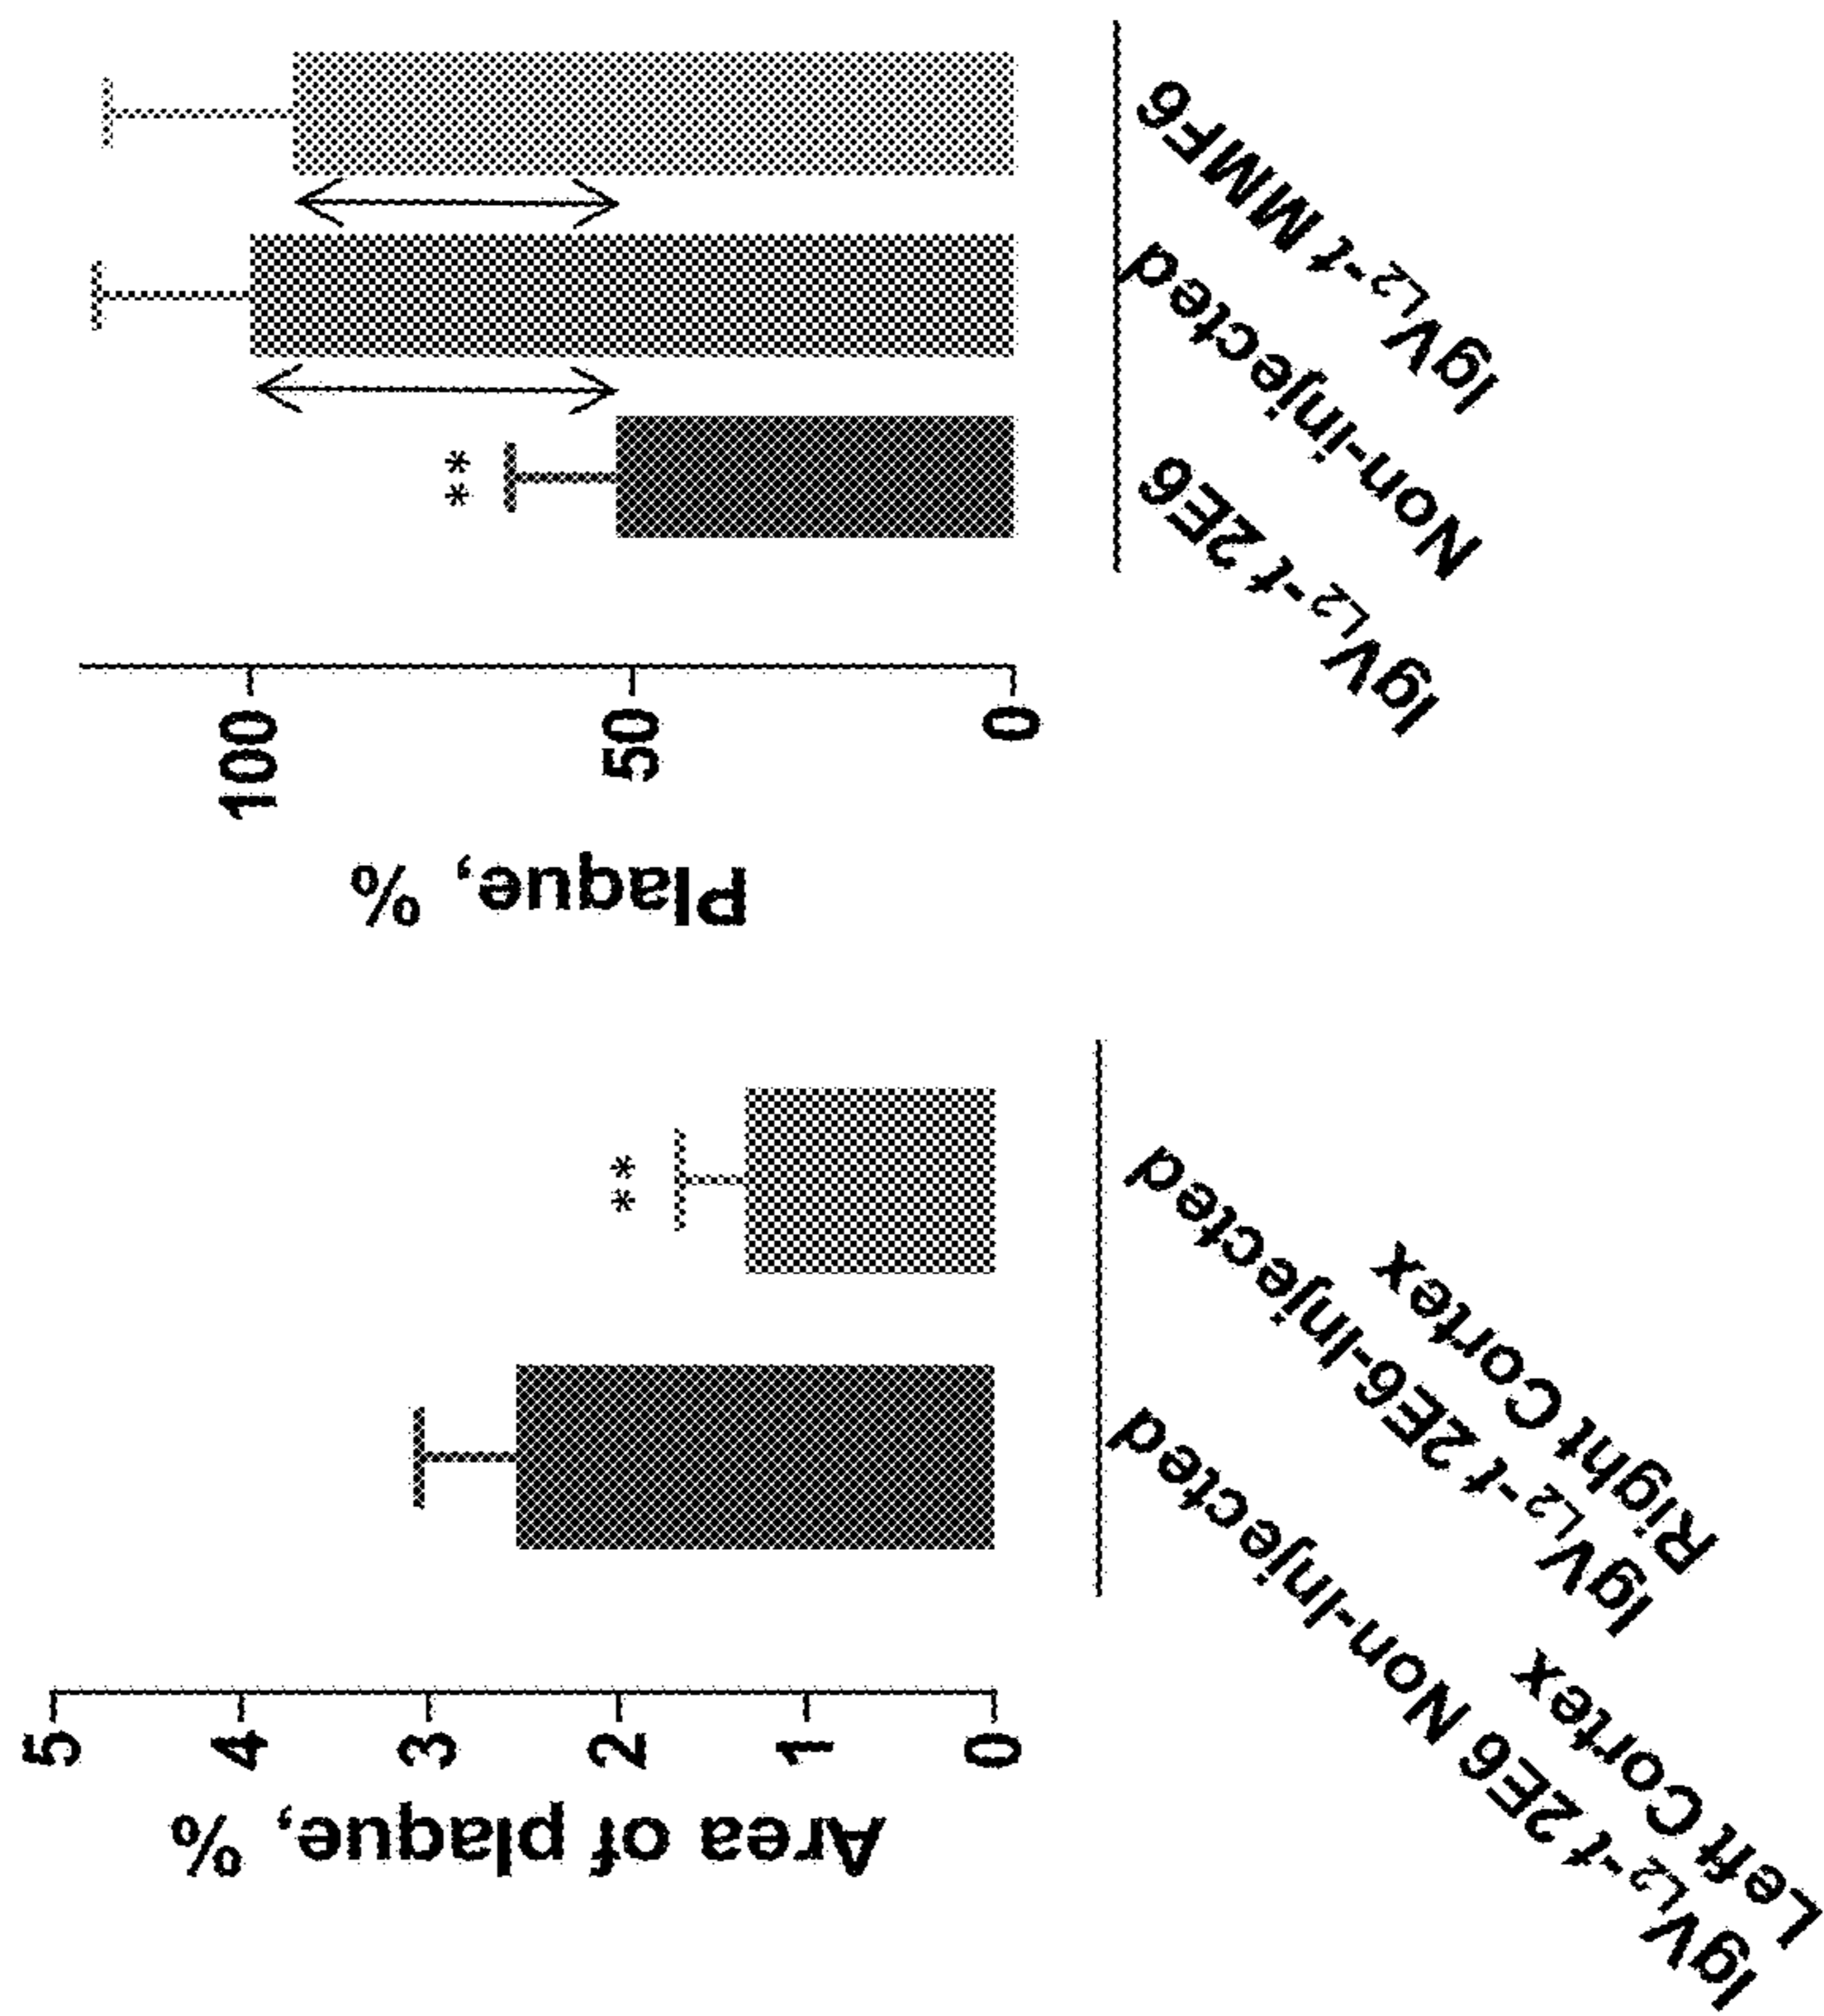 Area of plaque, %
5
4
3
2
1
0
**
IgVL2-t 2E6 Non-Injected
Left Cortex
IgVL2-t 2E6-Injected
Right Cortex
Plaque, %
100
50
0
**
IgVL2-t 2E6
Non-injected
IgVL2-t MMF6